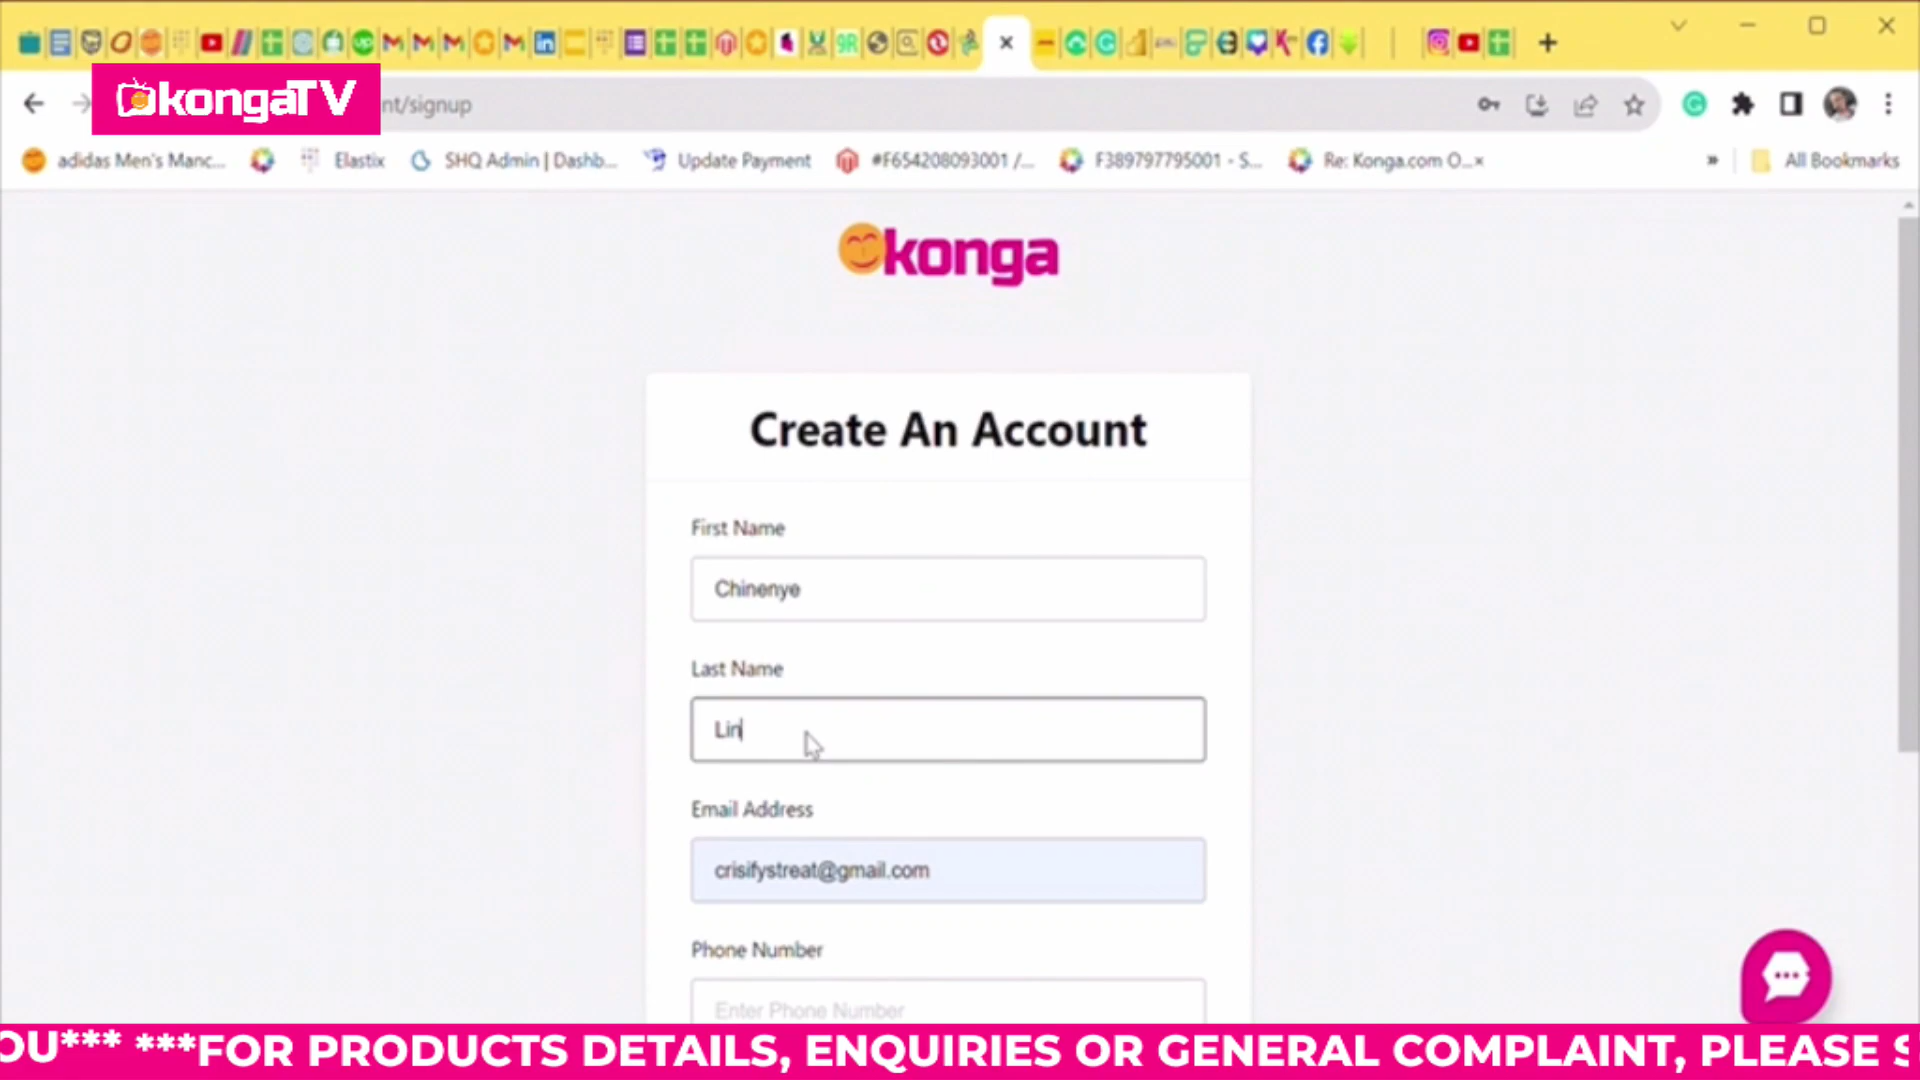 kongaTV
nt/signup
adidas Men's Manc...
Elastix
SHQ Admin | Dashb...
Update Payment
#F654208093001 /...
F389797795001 - S...
Re: Konga.com O...
All Bookmarks
konga
Create An Account
First Name
Chinenye
Last Name
Lin
Email Address
crisifystreat@gmail.com
Phone Number
Enter Phone Number
OU*** ***FOR PRODUCTS DETAILS, ENQUIRIES OR GENERAL COMPLAINT, PLEASE S